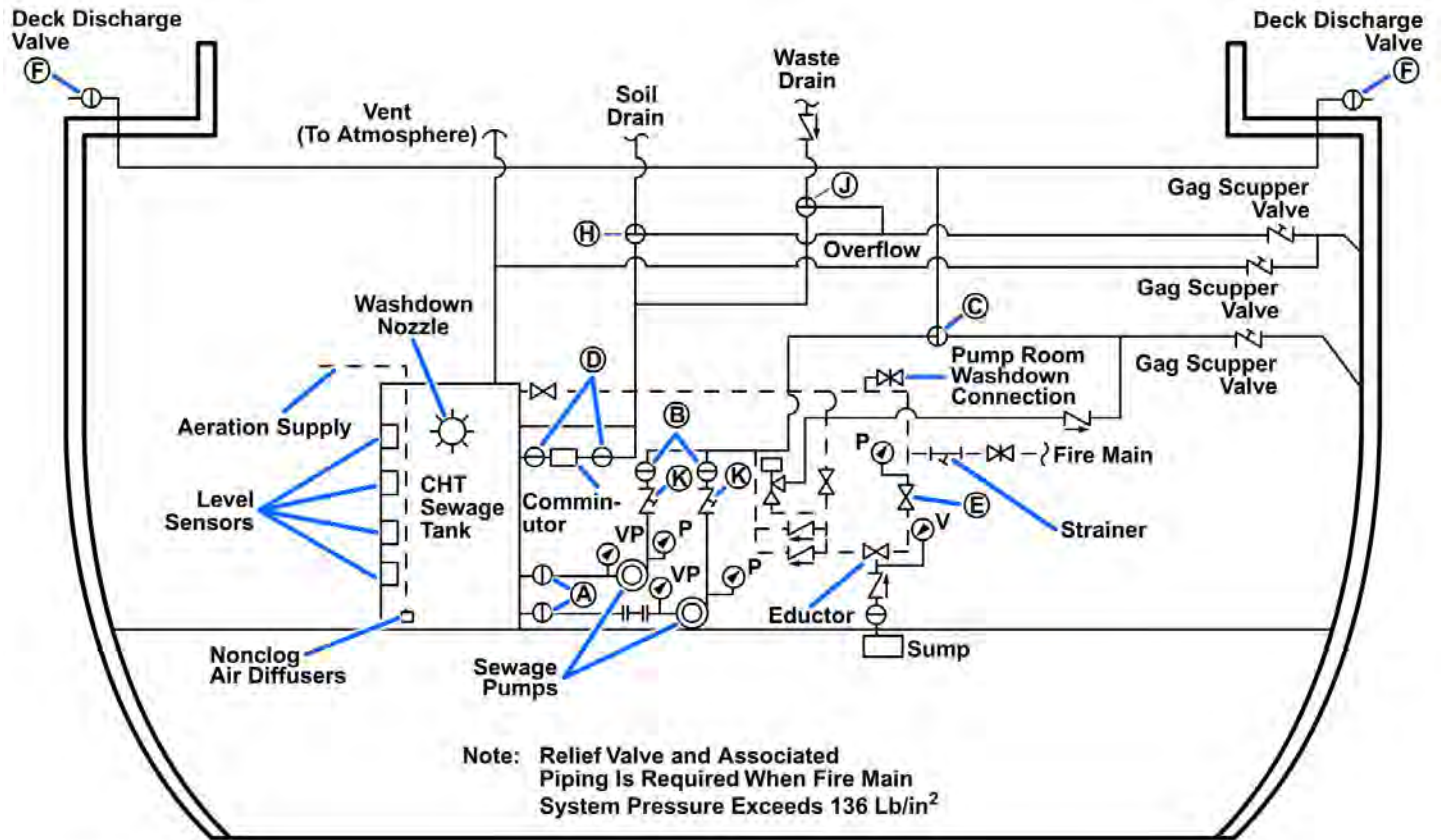 Deck Discharge
Valve
F
Deck Discharge
Valve
F
Waste
Drain
Soil
Drain
Vent
(To Atmosphere)
J
Gag Scupper
Valve
H
Overflow
Gag Scupper
Valve
Washdown
Nozzle
C
D
Pump Room
Washdown
Connection
Gag Scupper
Valve
Aeration Supply
B
P
Fire Main
Level
Sensors
CHT
Sewage
Tank
Commin-
utor
K
K
E
Strainer
VP
P
V
VP
P
A
Eductor
Nonclog
Air Diffusers
Sewage
Pumps
Sump
Note: Relief Valve and Associated
Piping Is Required When Fire Main
System Pressure Exceeds 136 Lb/in²